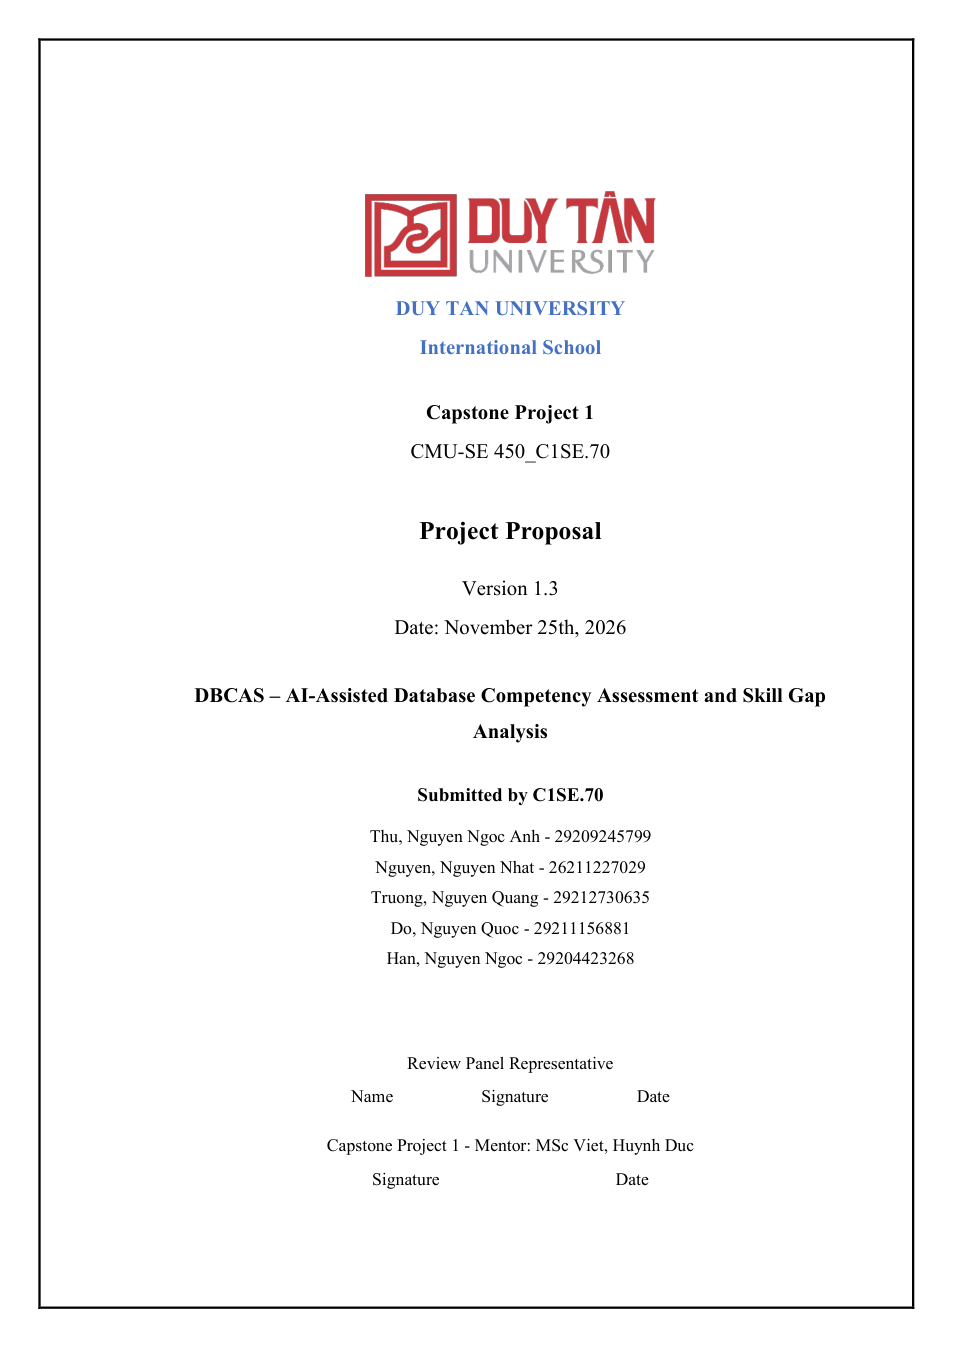 DUY TÂN
UNIVERSITY
DUY TAN UNIVERSITY
International School
Capstone Project 1
CMU-SE 450_C1SE.70
Project Proposal
Version 1.3
Date: November 25th, 2026
DBCAS – AI-Assisted Database Competency Assessment and Skill Gap
Analysis
Submitted by C1SE.70
Thu, Nguyen Ngoc Anh - 29209245799
Nguyen, Nguyen Nhat - 26211227029
Truong, Nguyen Quang - 29212730635
Do, Nguyen Quoc - 29211156881
Han, Nguyen Ngoc - 29204423268
Review Panel Representative
Name Signature Date
Capstone Project 1 - Mentor: MSc Viet, Huynh Duc
Signature Date